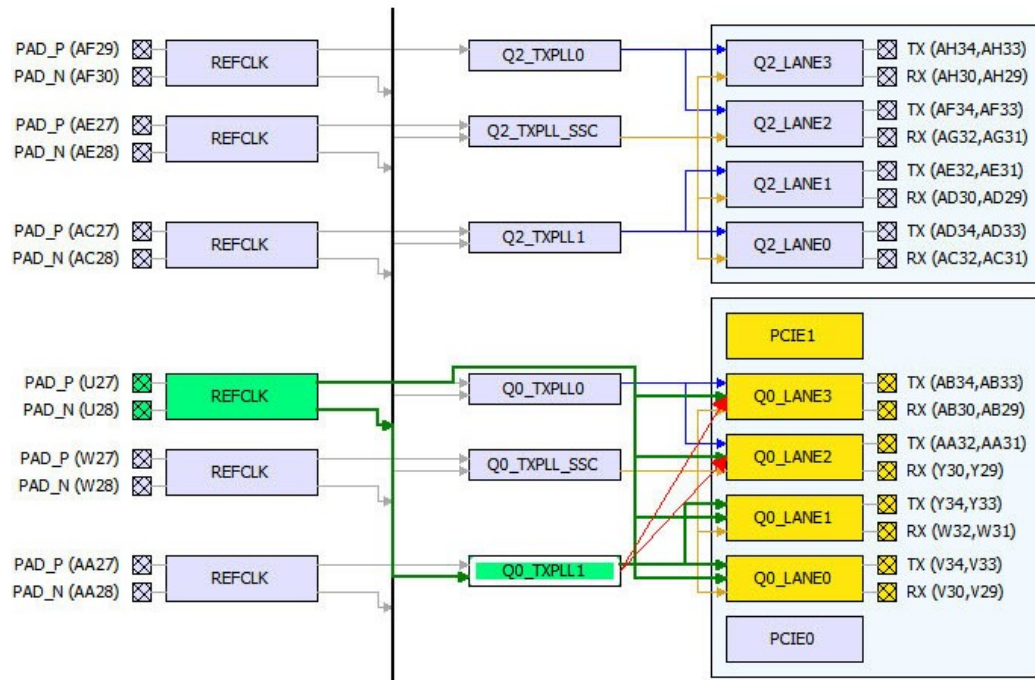 PAD_P (AF29)
PAD_N (AF30)
REFCLK
Q2_TXPLL0
Q2_LANE3
TX (AH34,AH33)
RX (AH30,AH29)
PAD_P (AE27)
PAD_N (AE28)
REFCLK
Q2_TXPLL_SSC
Q2_LANE2
TX (AF34,AF33)
RX (AG32,AG31)
Q2_LANE1
TX (AE32,AE31)
RX (AD30,AD29)
PAD_P (AC27)
PAD_N (AC28)
REFCLK
Q2_TXPLL1
Q2_LANE0
TX (AD34,AD33)
RX (AC32,AC31)
PCIE1
PAD_P (U27)
PAD_N (U28)
REFCLK
Q0_TXPLL0
Q0_LANE3
TX (AB34,AB33)
RX (AB30,AB29)
PAD_P (W27)
PAD_N (W28)
REFCLK
Q0_TXPLL_SSC
Q0_LANE2
TX (AA32,AA31)
RX (Y30,Y29)
Q0_LANE1
TX (Y34,Y33)
RX (W32,W31)
PAD_P (AA27)
PAD_N (AA28)
REFCLK
Q0_TXPLL1
Q0_LANE0
TX (V34,V33)
RX (V30,V29)
PCIE0